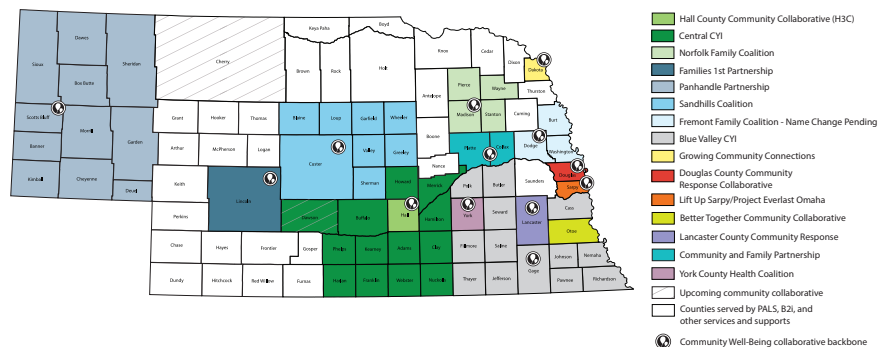 Hall County Community Collaborative (H3C)
Central CYI
Norfolk Family Coalition
Families 1st Partnership
Panhandle Partnership
Sandhills Coalition
Fremont Family Coalition - Name Change Pending
Blue Valley CYI
Growing Community Connections
Douglas County Community
Response Collaborative
Lift Up Sarpy/Project Everlast Omaha
Better Together Community Collaborative
Lancaster County Community Response
Community and Family Partnership
York County Health Coalition
Upcoming community collaborative
Counties served by PALS, B2i, and
other services and supports
Community Well-Being collaborative backbone
Sioux
Dawes
Sheridan
Box Butte
Scotts Bluff
Morrill
Garden
Banner
Kimball
Cheyenne
Deuel
Cherry
Keya Paha
Boyd
Brown
Rock
Holt
Knox
Cedar
Dixon
Dakota
Pierce
Wayne
Thurston
Antelope
Madison
Stanton
Cuming
Burt
Grant
Hooker
Thomas
Blaine
Loup
Garfield
Wheeler
Boone
Platte
Colfax
Dodge
Washington
Arthur
McPherson
Logan
Custer
Valley
Greeley
Nance
Keith
Lincoln
Sherman
Howard
Merrick
Polk
Butler
Saunders
Douglas
Sarpy
Perkins
Dawson
Buffalo
Hall
Hamilton
York
Seward
Lancaster
Cass
Otoe
Chase
Hayes
Frontier
Gosper
Phelps
Kearney
Adams
Clay
Fillmore
Saline
Gage
Johnson
Nemaha
Dundy
Hitchcock
Red Willow
Furnas
Harlan
Franklin
Webster
Nuckolls
Thayer
Jefferson
Pawnee
Richardson